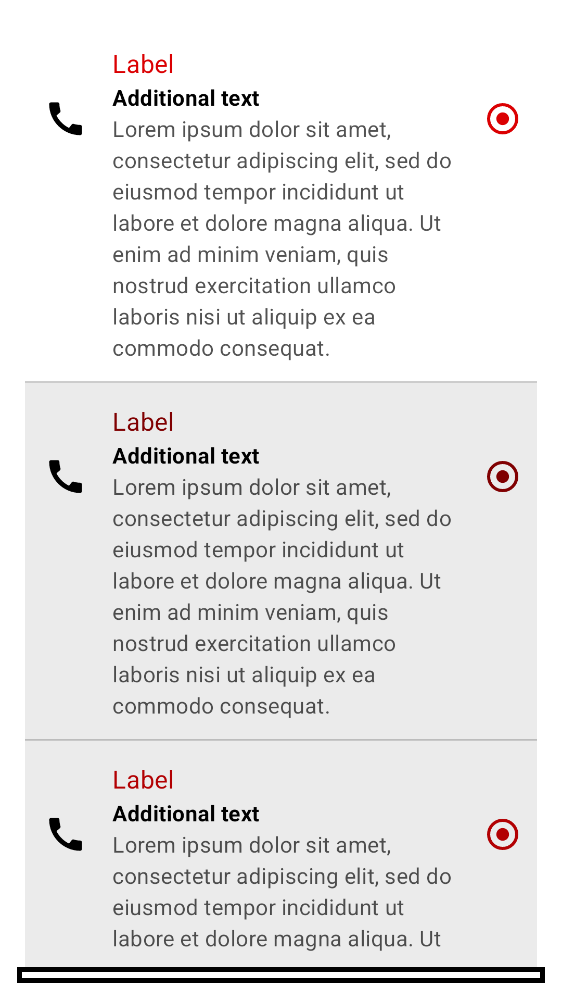 Label
Additional text
Lorem ipsum dolor sit amet,
consectetur adipiscing elit, sed do
eiusmod tempor incididunt ut
labore et dolore magna aliqua. Ut
enim ad minim veniam, quis
nostrud exercitation ullamco
laboris nisi ut aliquip ex ea
commodo consequat.
Label
Additional text
Lorem ipsum dolor sit amet,
consectetur adipiscing elit, sed do
eiusmod tempor incididunt ut
labore et dolore magna aliqua. Ut
enim ad minim veniam, quis
nostrud exercitation ullamco
laboris nisi ut aliquip ex ea
commodo consequat.
Label
Additional text
Lorem ipsum dolor sit amet,
consectetur adipiscing elit, sed do
eiusmod tempor incididunt ut
labore et dolore magna aliqua. Ut